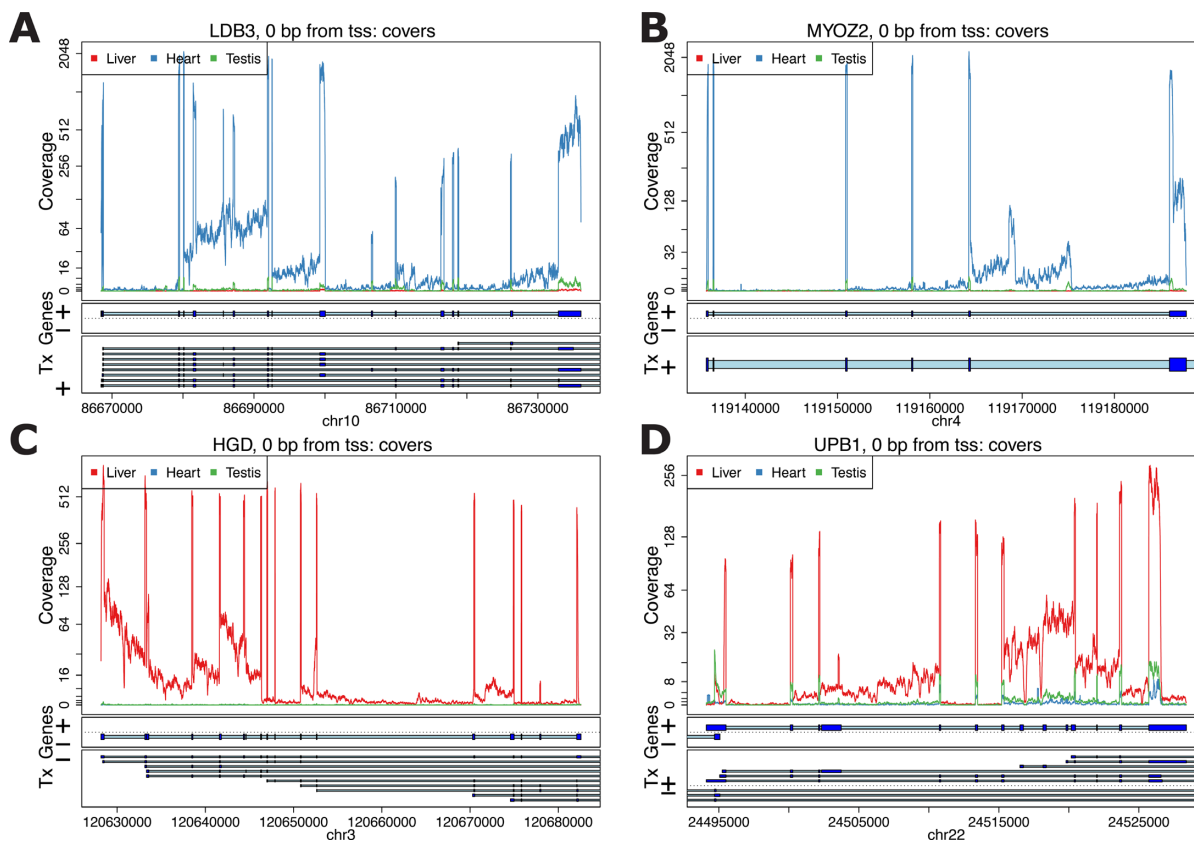 A
LDB3, 0 bp from tss: covers
Liver Heart Testis
Coverage
2048
512
256
64
16
0
Genes
+
−
Tx
+
86670000 86690000 86710000 86730000
chr10
B
MYOZ2, 0 bp from tss: covers
Liver Heart Testis
Coverage
2048
512
128
32
0
Genes
+
−
Tx
+
119140000 119150000 119160000 119170000 119180000
chr4
C
HGD, 0 bp from tss: covers
Liver Heart Testis
Coverage
512
256
128
64
16
0
Genes
+
−
Tx
−
120630000 120640000 120650000 120660000 120670000 120680000
chr3
D
UPB1, 0 bp from tss: covers
Liver Heart Testis
Coverage
256
128
64
32
8
0
Genes
+
−
Tx
+
−
24495000 24505000 24515000 24525000
chr22